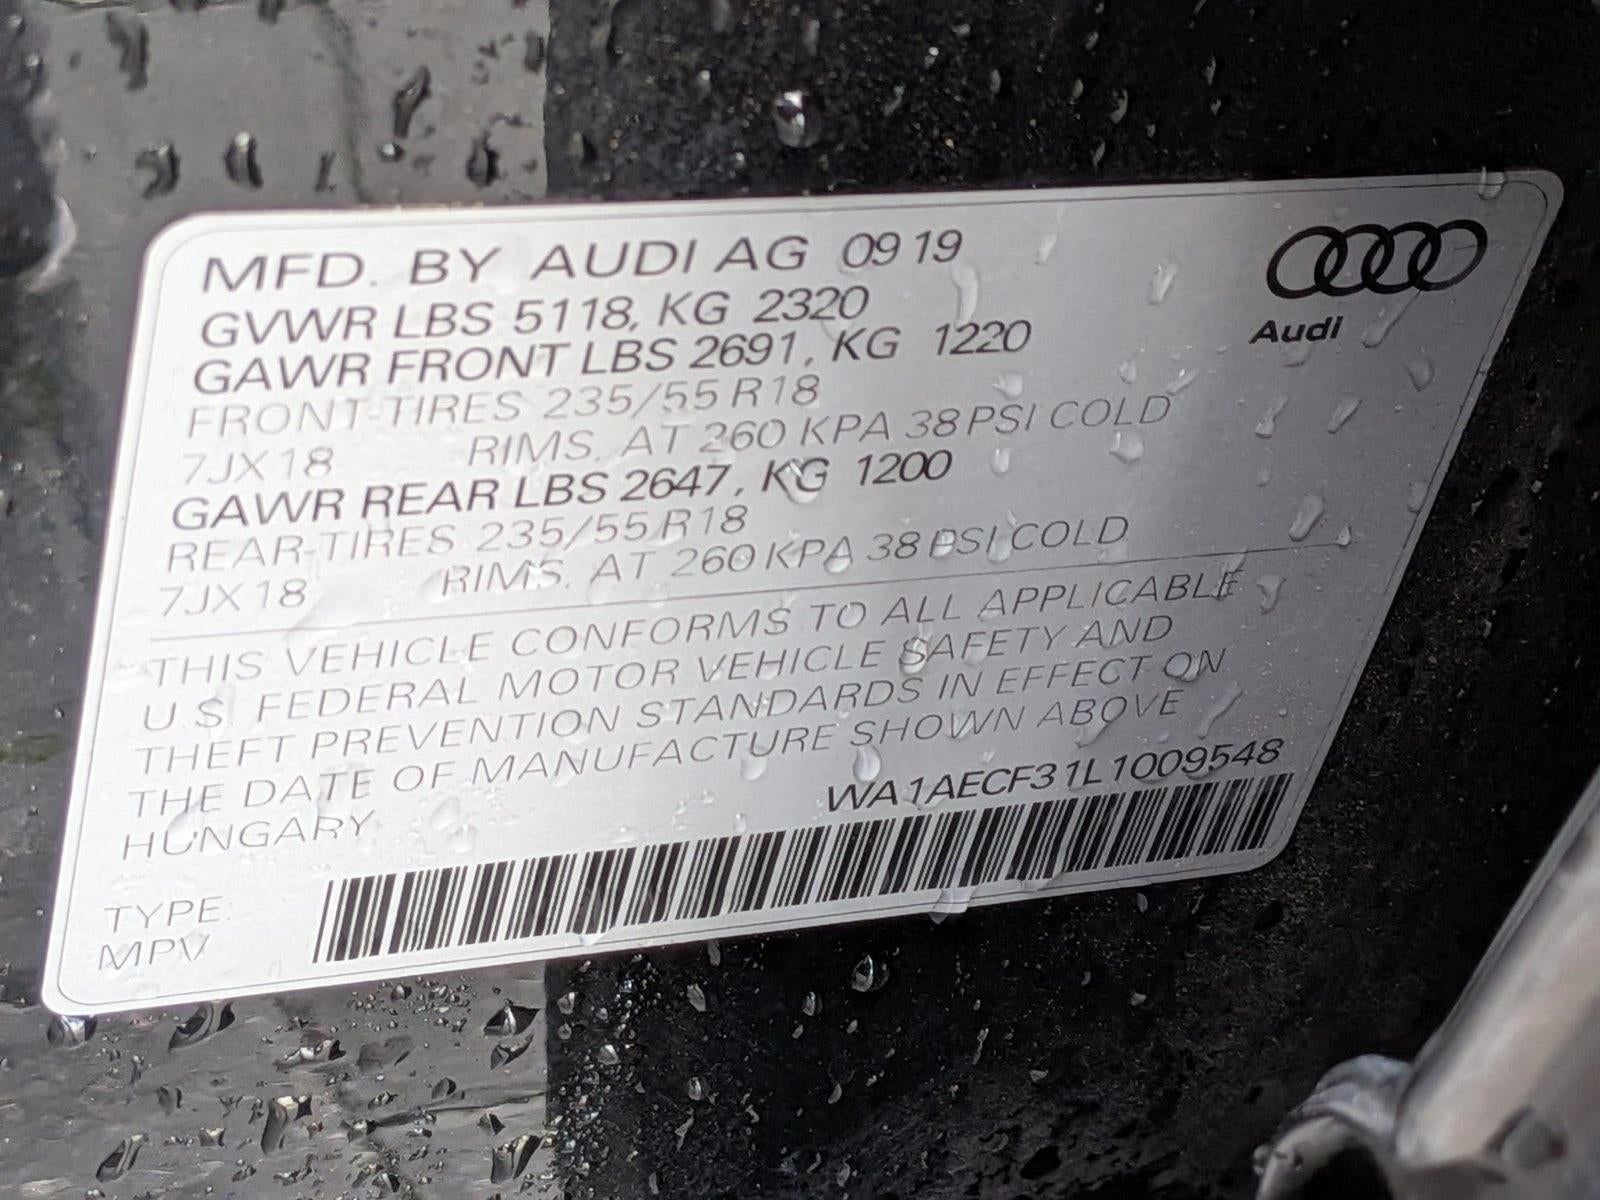 MFD. BY AUDI AG 09 19
GVWR LBS 5118, KG 2320
GAWR FRONT LBS 2691, KG 1220
FRONT-TIRES 235/55 R18
7JX18 RIMS, AT 260 KPA 38 PSI COLD
GAWR REAR LBS 2647, KG 1200
REAR-TIRES 235/55 R18
7JX18 RIMS, AT 260 KPA 38 PSI COLD
THIS VEHICLE CONFORMS TO ALL APPLICABLE
U.S. FEDERAL MOTOR VEHICLE SAFETY AND
THEFT PREVENTION STANDARDS IN EFFECT ON
THE DATE OF MANUFACTURE SHOWN ABOVE
HUNGARY
WA1AECF31L1009548
TYPE:
MPV
Audi